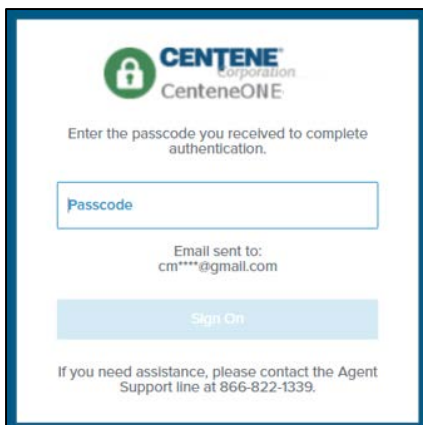 CENTENE®
Corporation
CenteneONE
Enter the passcode you received to complete
authentication.
Passcode
Email sent to:
cm****@gmail.com
Sign On
If you need assistance, please contact the Agent
Support line at 866-822-1339.